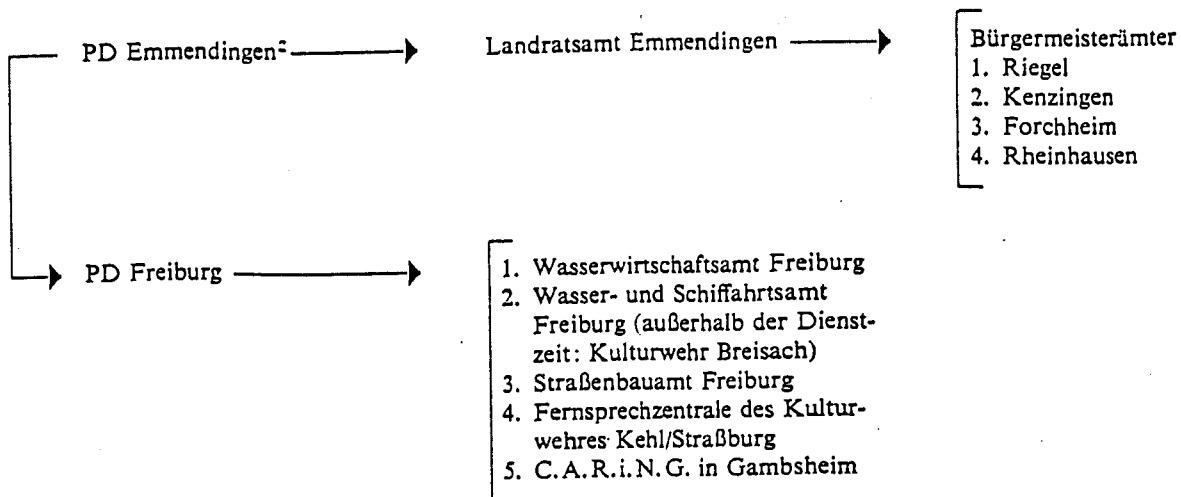 PD Emmendingen² Landratsamt Emmendingen Bürgermeisterämter
1. Riegel
2. Kenzingen
3. Forchheim
4. Rheinhausen
PD Freiburg
1. Wasserwirtschaftsamt Freiburg
2. Wasser- und Schiffahrtsamt
Freiburg (außerhalb der Dienst-
zeit: Kulturwehr Breisach)
3. Straßenbauamt Freiburg
4. Fernsprechzentrale des Kultur-
wehres Kehl/Straßburg
5. C.A.R.i.N.G. in Gambsheim